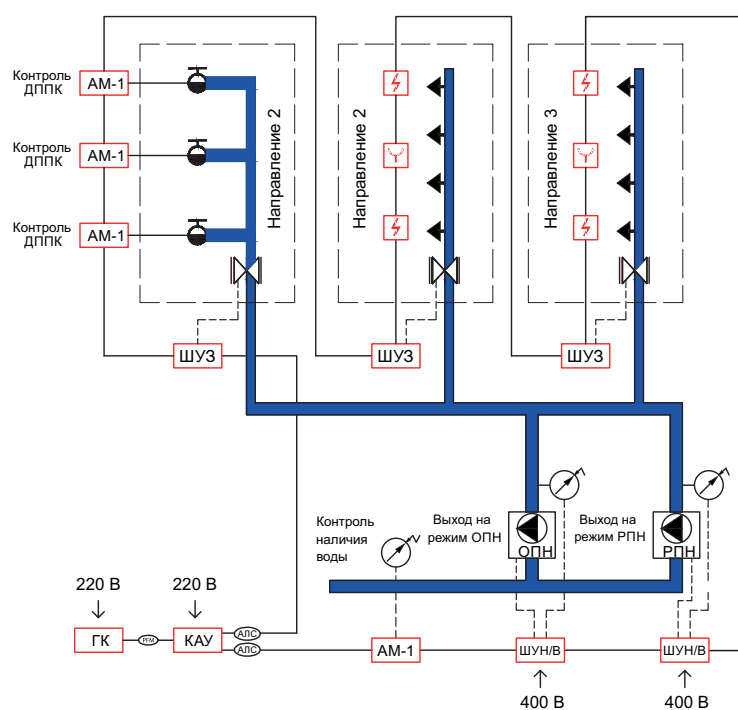 Контроль
ДППК
АМ-1
Контроль
ДППК
АМ-1
Контроль
ДППК
АМ-1
Направление 2
Направление 2
Направление 3
ШУЗ
ШУЗ
ШУЗ
Контроль
наличия
воды
Выход на
режим ОПН
ОПН
Выход на
режим РПН
РПН
220 В
220 В
ГК
PFM
КАУ
АЛС
АЛС
АМ-1
ШУН/В
ШУН/В
400 В
400 В